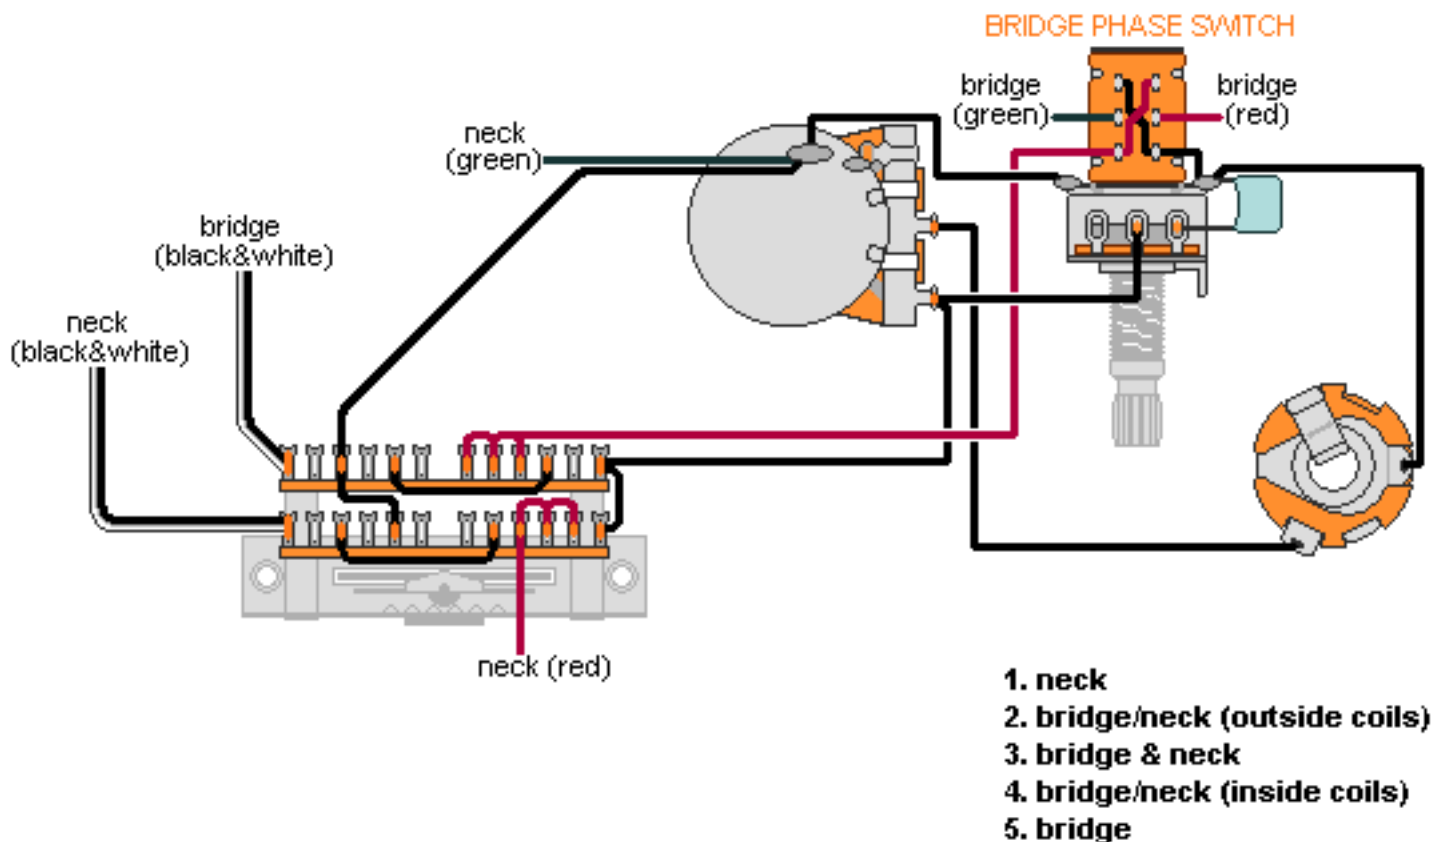 BRIDGE PHASE SWITCH
bridge
(green)
bridge
(red)
neck
(green)
bridge
(black&white)
neck
(black&white)
neck (red)
1. neck
2. bridge/neck (outside coils)
3. bridge & neck
4. bridge/neck (inside coils)
5. bridge